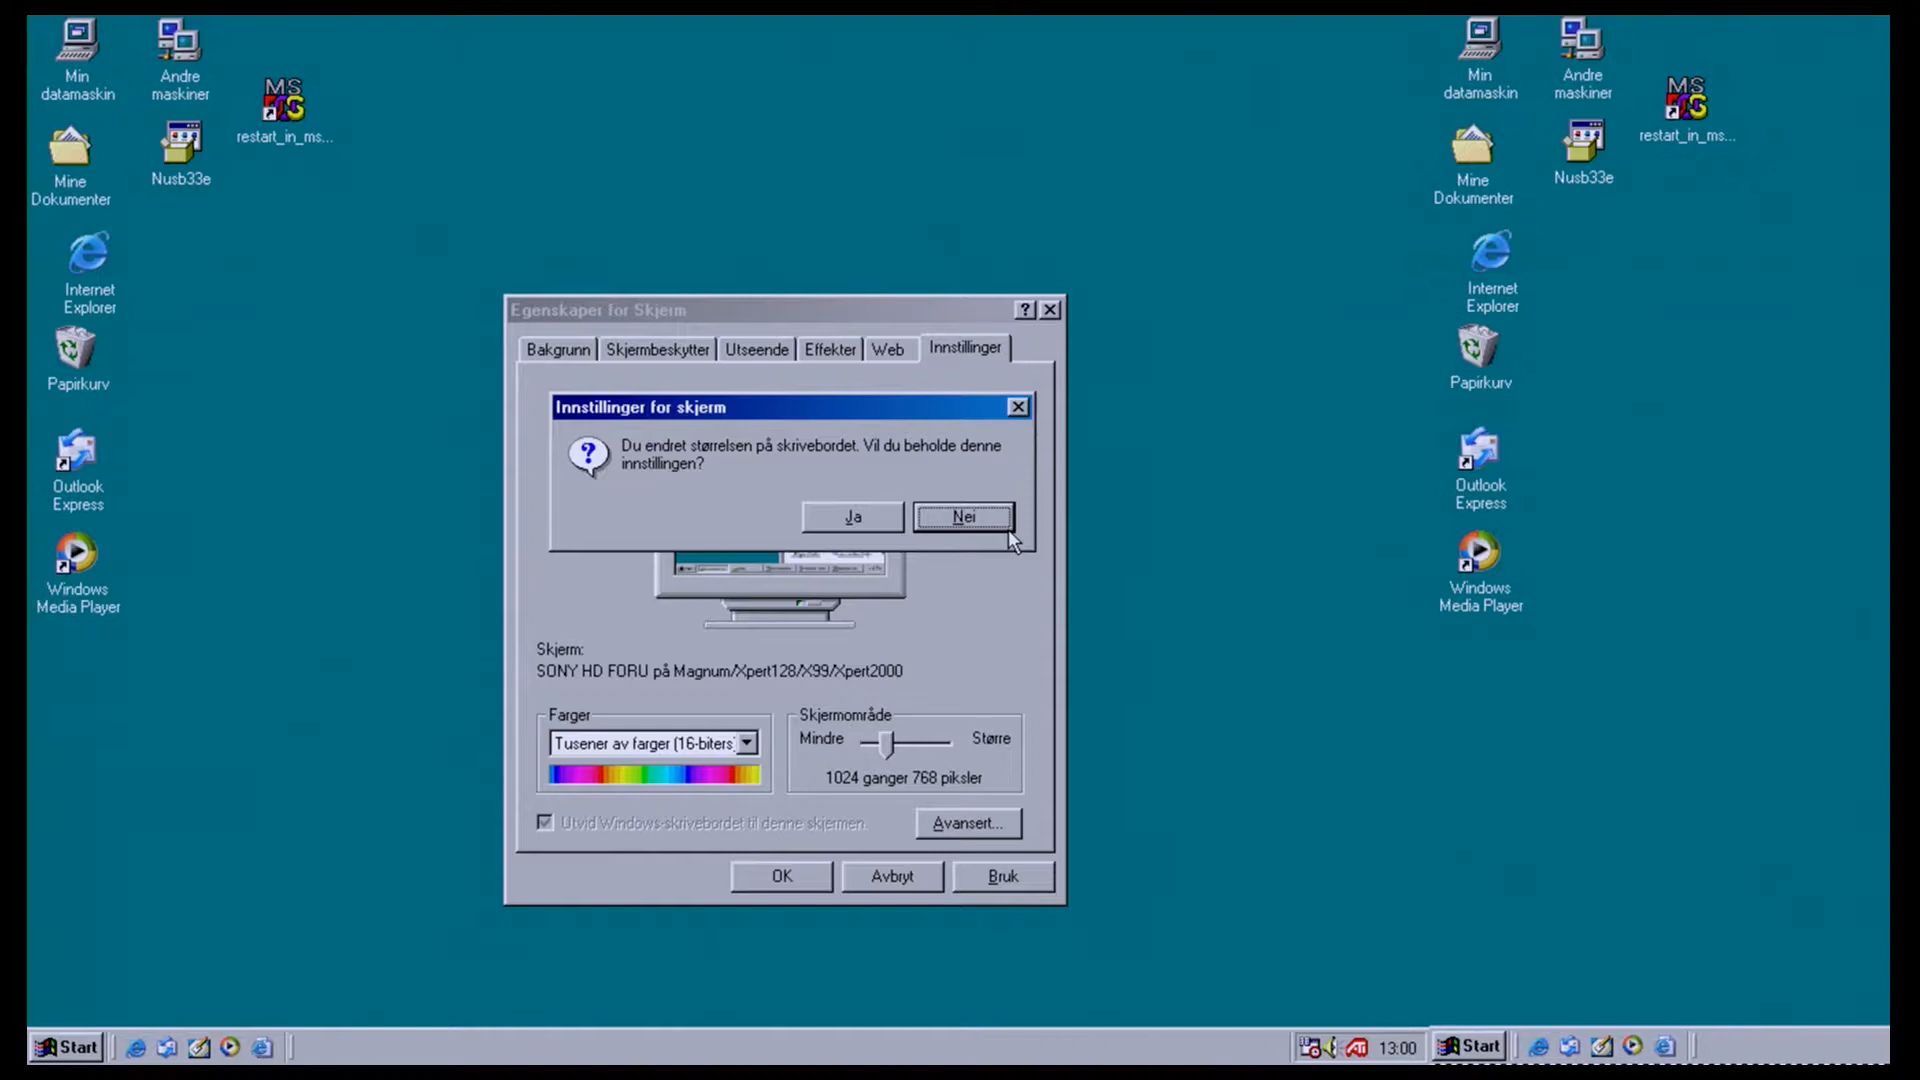 Min
datamaskin
Andre
maskiner
MS
restart_in_ms...
Mine
Dokumenter
Nusb33e
Internet
Explorer
Papirkurv
Outlook
Express
Windows
Media Player
Egenskaper for Skjerm
Bakgrunn
Skjermbeskytter
Utseende
Effekter
Web
Innstillinger
Innstillinger for skjerm
Du endret størrelsen på skrivebordet. Vil du beholde denne
innstillingen?
Ja
Nei
Skjerm:
SONY HD FORU på Magnum/Xpert128/X99/Xpert2000
Farger
Tusener av farger (16-biters)
Skjermområde
Mindre
Større
1024 ganger 768 piksler
Utvid Windows-skrivebordet til denne skjermen.
Avansert...
OK
Avbryt
Bruk
Min
datamaskin
Andre
maskiner
MS
restart_in_ms...
Mine
Dokumenter
Nusb33e
Internet
Explorer
Papirkurv
Outlook
Express
Windows
Media Player
Start
13:00
Start